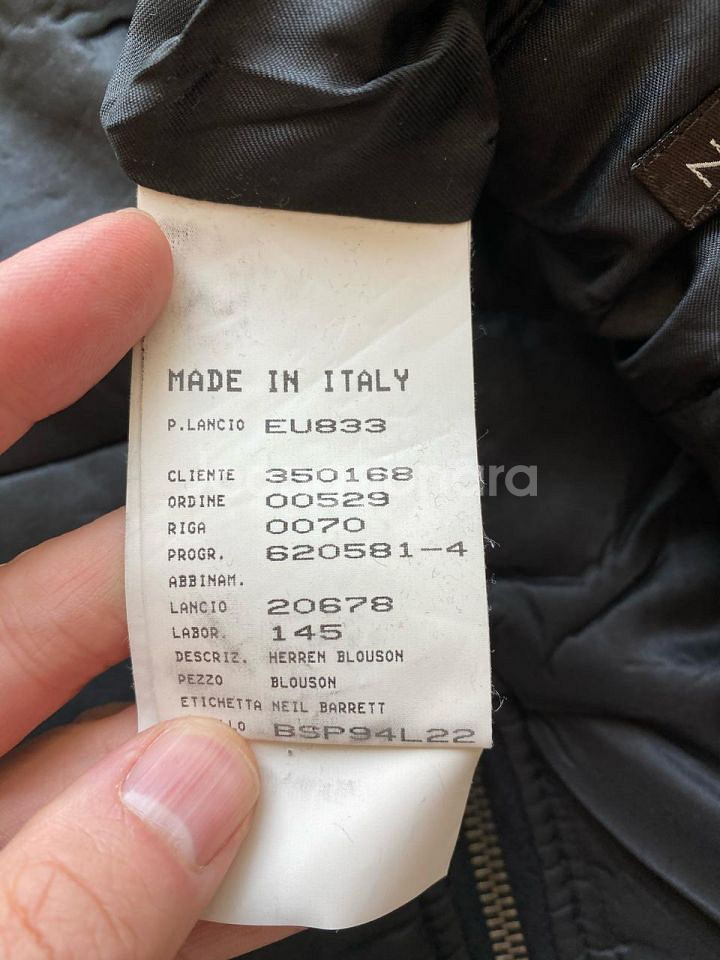 MADE IN ITALY
P.LANCIO EU833
CLIENTE 350168
ORDINE 00529
RIGA 0070
PROGR. 620581-4
ABBINAM.
LANCIO 20678
LABOR. 145
DESCRIZ. HERREN BLOUSON
PEZZO BLOUSON
ETICHETTA NEIL BARRETT
LO BSP94L22
N